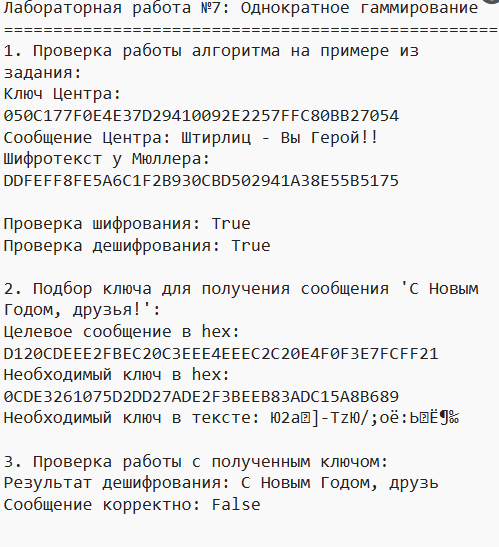 Лабораторная работа №7: Однократное гаммирование
==================================================
1. Проверка работы алгоритма на примере из
задания:
Ключ Центра:
050C177F0E4E37D29410092E2257FFC80BB27054
Сообщение Центра: Штирлиц - Вы Герой!!
Шифротекст у Мюллера:
DDFEFF8FE5A6C1F2B930CBD502941A38E55B5175

Проверка шифрования: True
Проверка дешифрования: True

2. Подбор ключа для получения сообщения 'С Новым
Годом, друзья!':
Целевое сообщение в hex:
D120CDEEE2FBEC20C3EEE4EEEC2C20E4F0F3E7FCFF21
Необходимый ключ в hex:
0CDE3261075D2DD27ADE2F3BEEB83ADC15A8B689
Необходимый ключ в тексте: Ю2a]-TzЮ/;оё:ЬЁ¶‰

3. Проверка работы с полученным ключом:
Результат дешифрования: С Новым Годом, друзь
Сообщение корректно: False